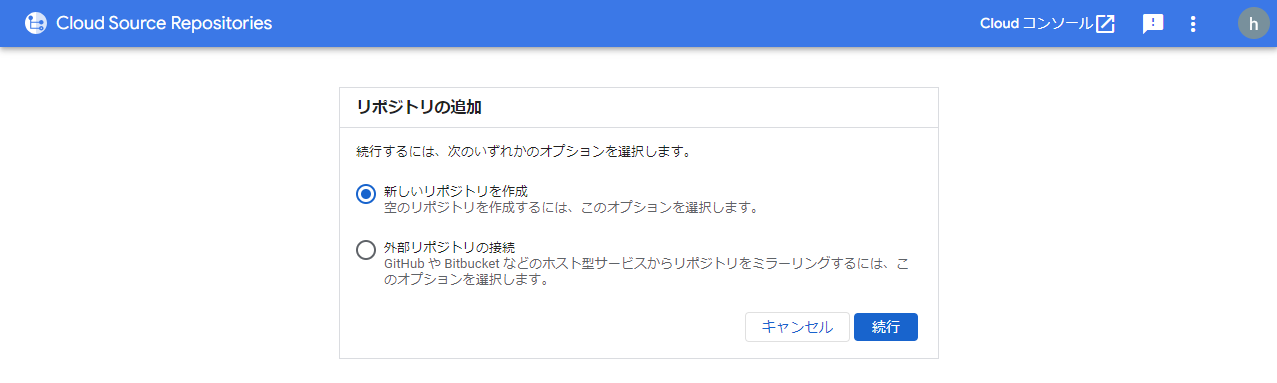 Cloud Source Repositories
Cloud コンソール
h
リポジトリの追加
続行するには、次のいずれかのオプションを選択します。
新しいリポジトリを作成
空のリポジトリを作成するには、このオプションを選択します。
外部リポジトリの接続
GitHub や Bitbucket などのホスト型サービスからリポジトリをミラーリングするには、こ
のオプションを選択します。
キャンセル
続行